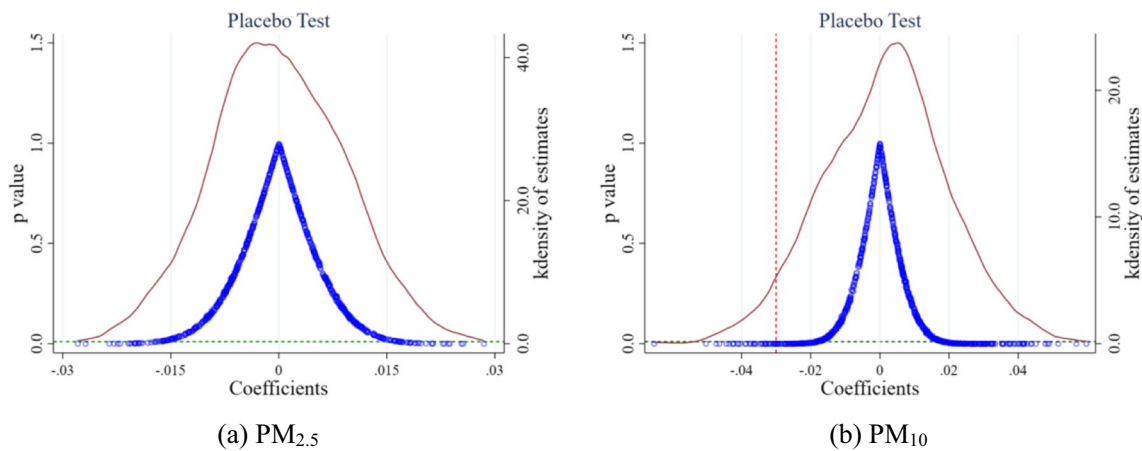 Placebo Test
1.5
1.0
0.5
0.0
p value
40.0
20.0
0.0
kdensity of estimates
-.03
-.015
0
.015
.03
Coefficients
(a) PM2.5
Placebo Test
1.5
1.0
0.5
0.0
p value
20.0
10.0
0.0
kdensity of estimates
-.04
-.02
0
.02
.04
Coefficients
(b) PM10